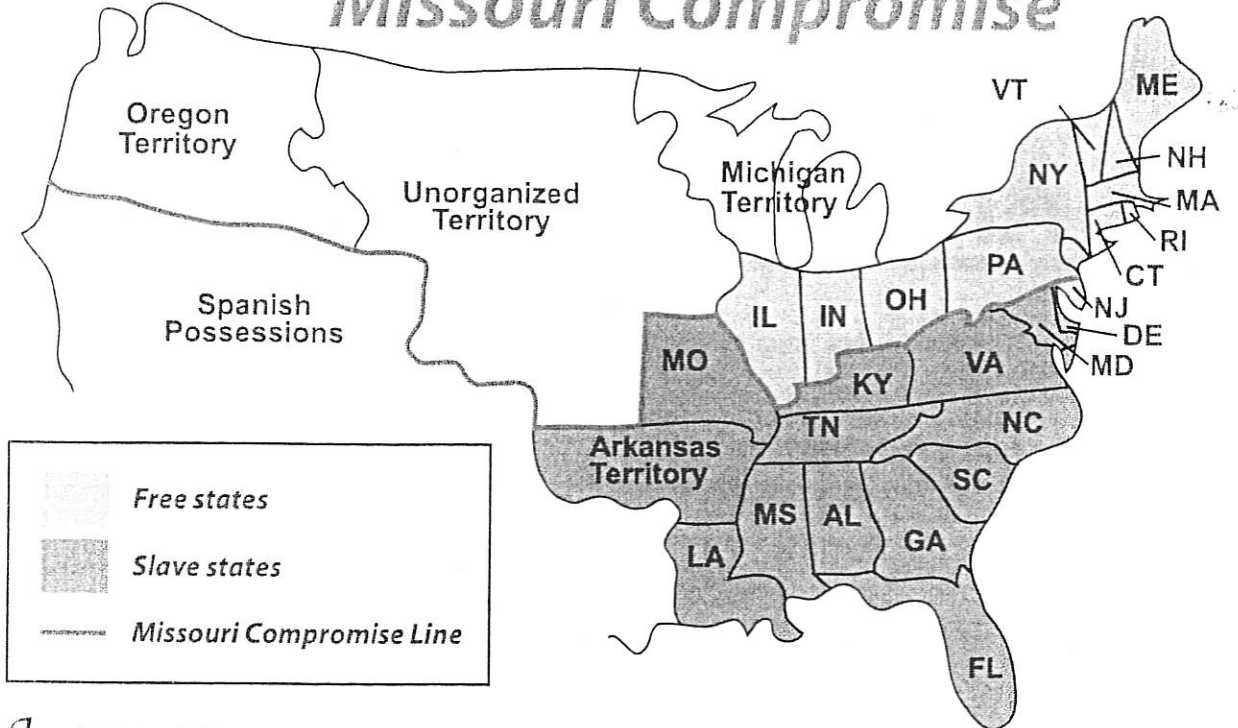 Missouri Compromise
Oregon
Territory
Unorganized
Territory
Michigan
Territory
Spanish
Possessions
VT
ME
NH
NY
MA
RI
CT
PA
NJ
DE
MD
IL
IN
OH
MO
KY
VA
TN
NC
Arkansas
Territory
SC
MS
AL
GA
LA
FL
Free states
Slave states
Missouri Compromise Line